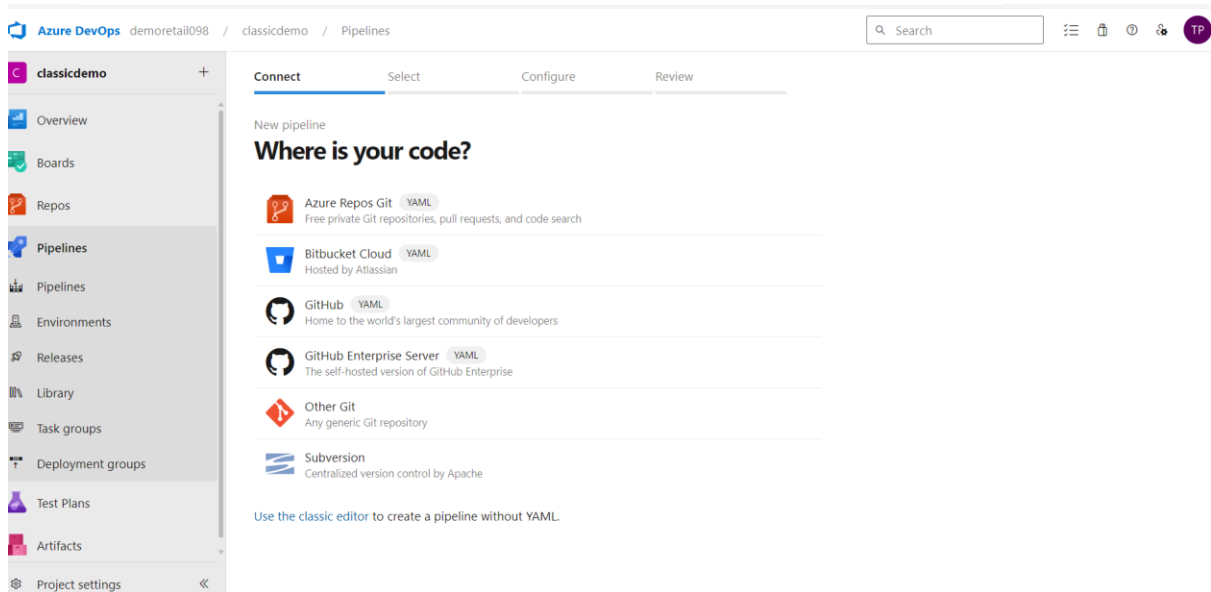 Azure DevOps demoretail098 / classicdemo / Pipelines
Search
TP
C classicdemo +
Overview
Boards
Repos
Pipelines
Pipelines
Environments
Releases
Library
Task groups
Deployment groups
Test Plans
Artifacts
Project settings
Connect Select Configure Review
New pipeline
Where is your code?
Azure Repos Git YAML
Free private Git repositories, pull requests, and code search
Bitbucket Cloud YAML
Hosted by Atlassian
GitHub YAML
Home to the world's largest community of developers
GitHub Enterprise Server YAML
The self-hosted version of GitHub Enterprise
Other Git
Any generic Git repository
Subversion
Centralized version control by Apache
Use the classic editor to create a pipeline without YAML.